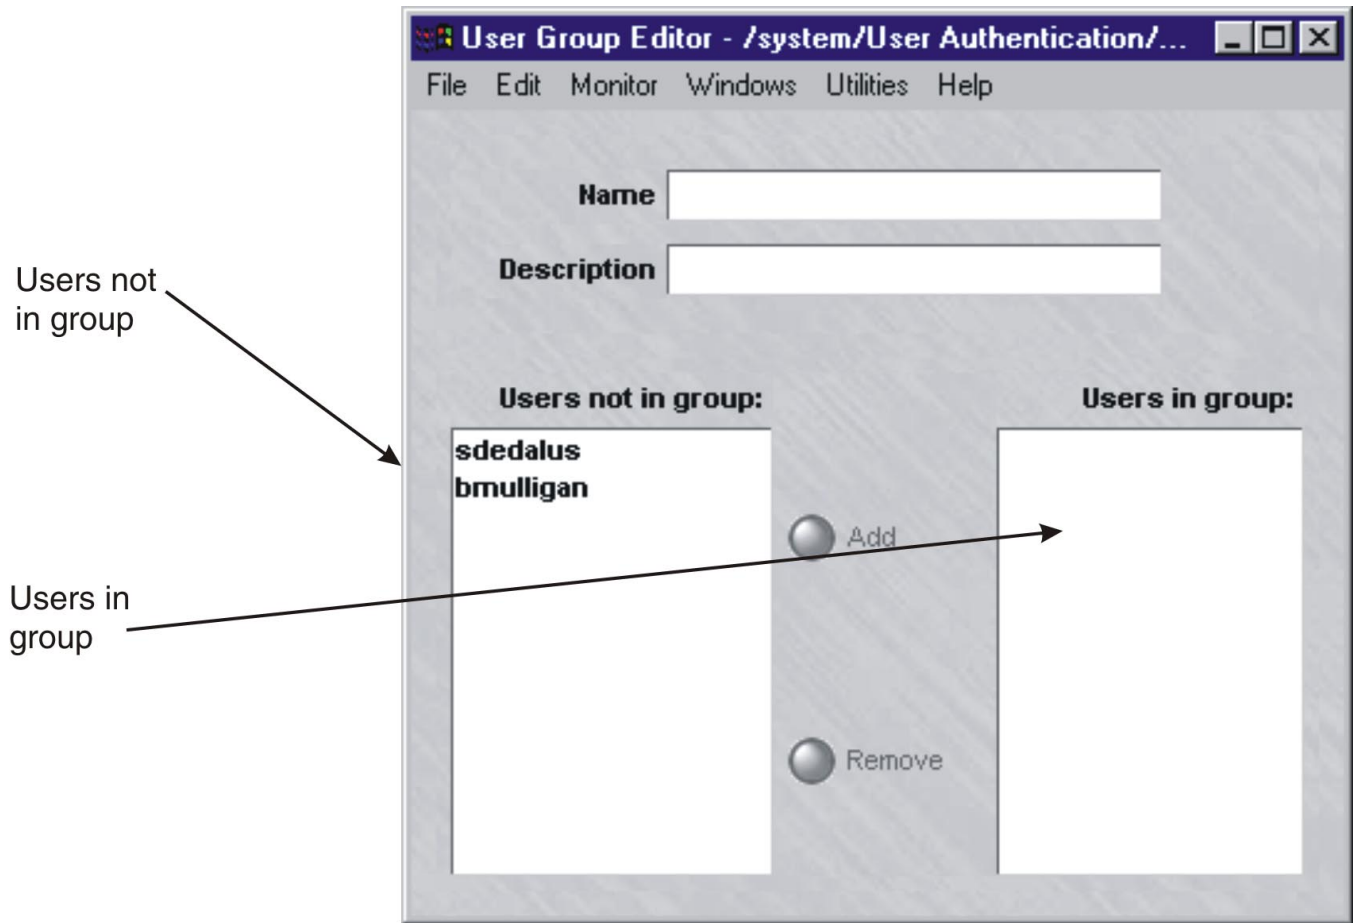 User Group Editor - /system/User Authentication/...
File Edit Monitor Windows Utilities Help
Name
Description
Users not
in group
Users not in group:
Users in group:
sdedalus
bmulligan
Add
Users in
group
Remove